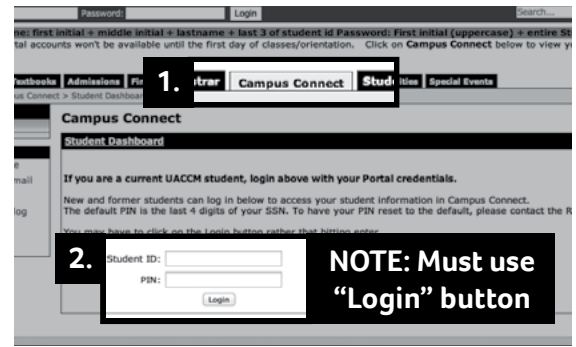 Password: Login Search...
me: first initial + middle initial + lastname + last 3 of student id Password: First initial (uppercase) + entire St
tal accounts won't be available until the first day of classes/orientation. Click on Campus Connect below to view yo
Textbooks Admissions Fin 1. trar Campus Connect Stud ities Special Events
us Connect > Student Dashboar
Campus Connect
Student Dashboard
e
mail
log
If you are a current UACCM student, login above with your Portal credentials.
New and former students can log in below to access your student information in Campus Connect.
The default PIN is the last 4 digits of your SSN. To have your PIN reset to the default, please contact the R
You may have to click on the Login button rather that hitting enter.
2. Student ID:
PIN:
Login
NOTE: Must use
“Login” button